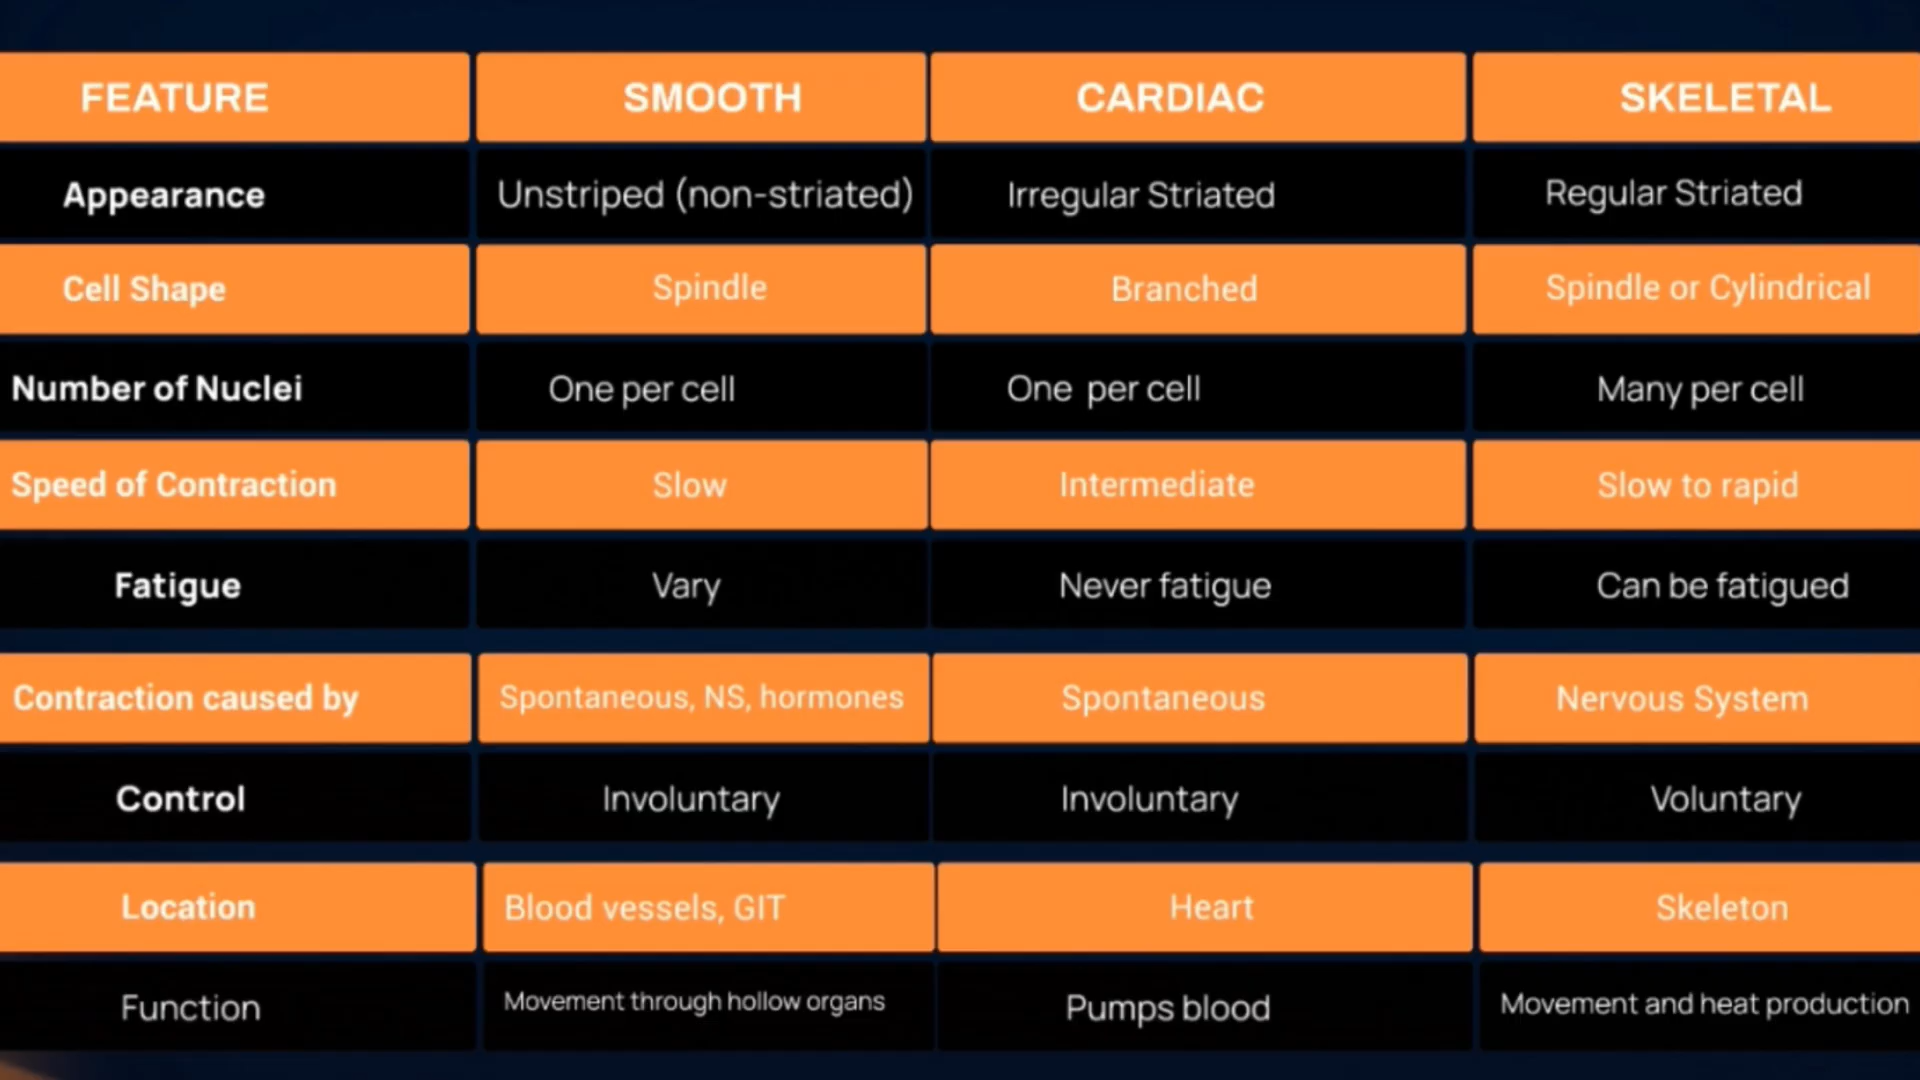 FEATURE SMOOTH CARDIAC SKELETAL
Appearance Unstriped (non-striated) Irregular Striated Regular Striated
Cell Shape Spindle Branched Spindle or Cylindrical
Number of Nuclei One per cell One per cell Many per cell
Speed of Contraction Slow Intermediate Slow to rapid
Fatigue Vary Never fatigue Can be fatigued
Contraction caused by Spontaneous, NS, hormones Spontaneous Nervous System
Control Involuntary Involuntary Voluntary
Location Blood vessels, GIT Heart Skeleton
Function Movement through hollow organs Pumps blood Movement and heat production